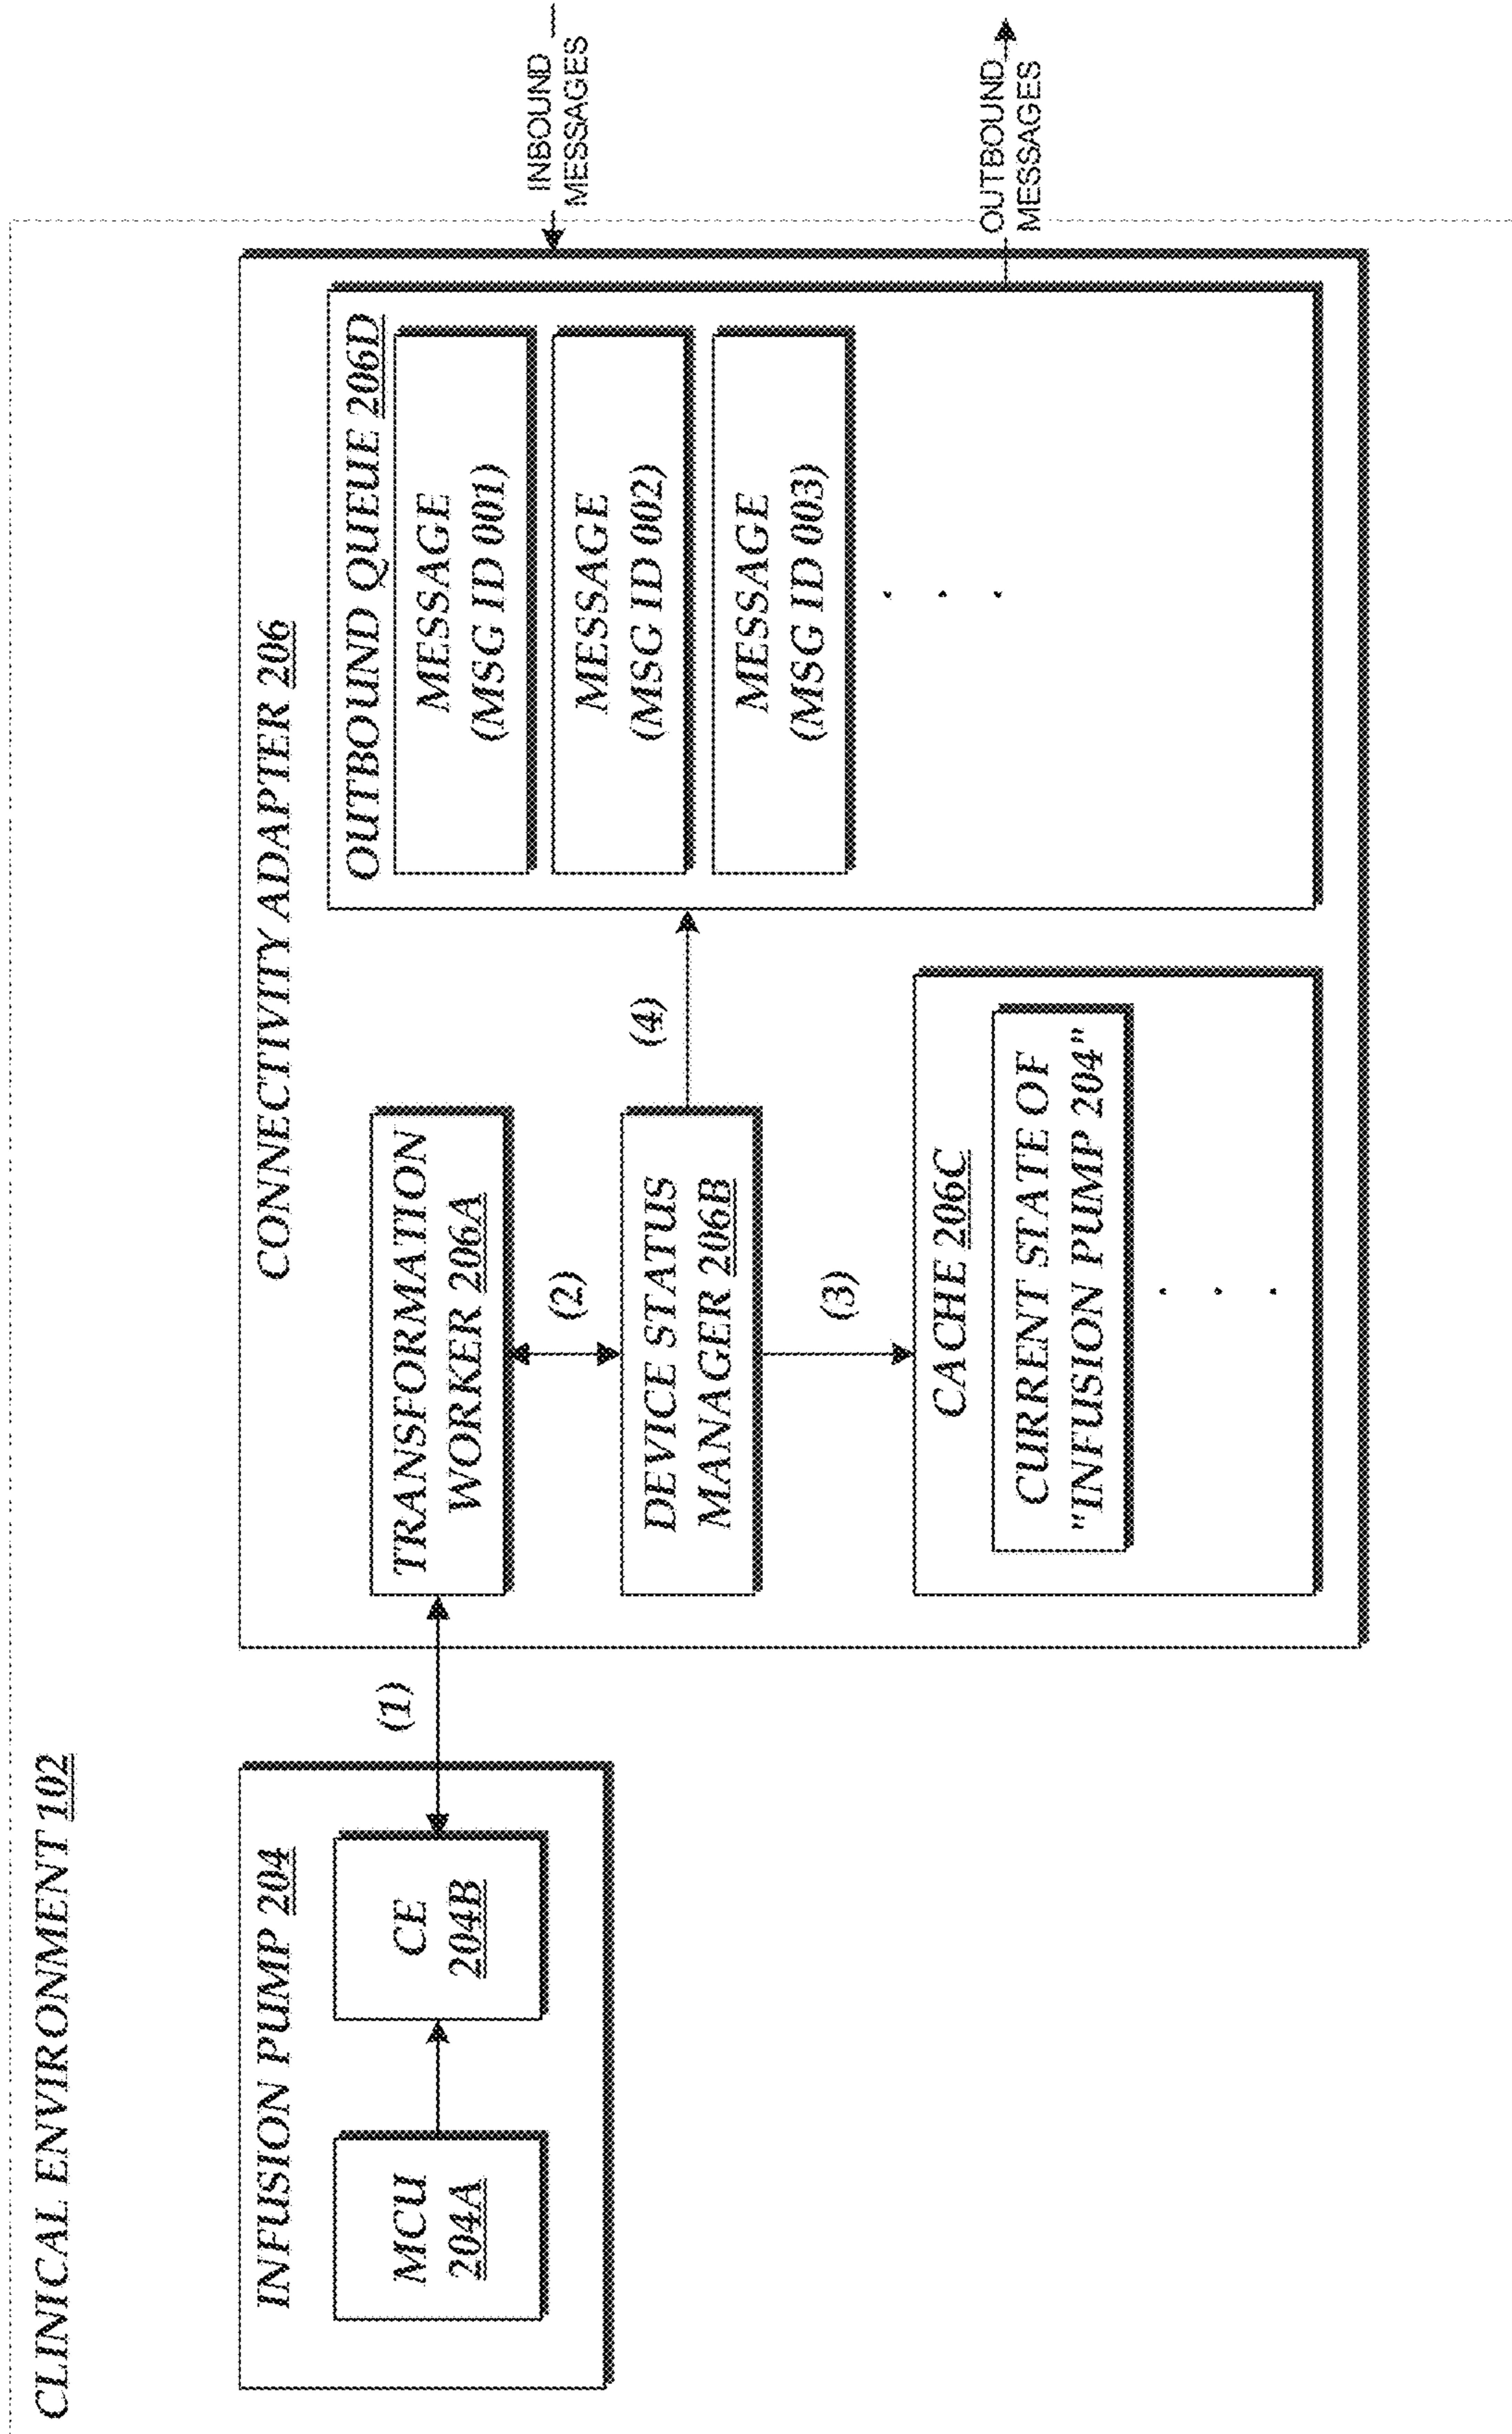 CLINICAL ENVIRONMENT 102
INFUSION PUMP 204
MCU
204A
CE
204B
(1)
CONNECTIVITY ADAPTER 206
TRANSFORMATION
WORKER 206A
(2)
DEVICE STATUS
MANAGER 206B
(3)
(4)
CACHE 206C
CURRENT STATE OF
"INFUSION PUMP 204"
OUTBOUND QUEUE 206D
MESSAGE
(MSG ID 001)
MESSAGE
(MSG ID 002)
MESSAGE
(MSG ID 003)
INBOUND
MESSAGES
OUTBOUND
MESSAGES